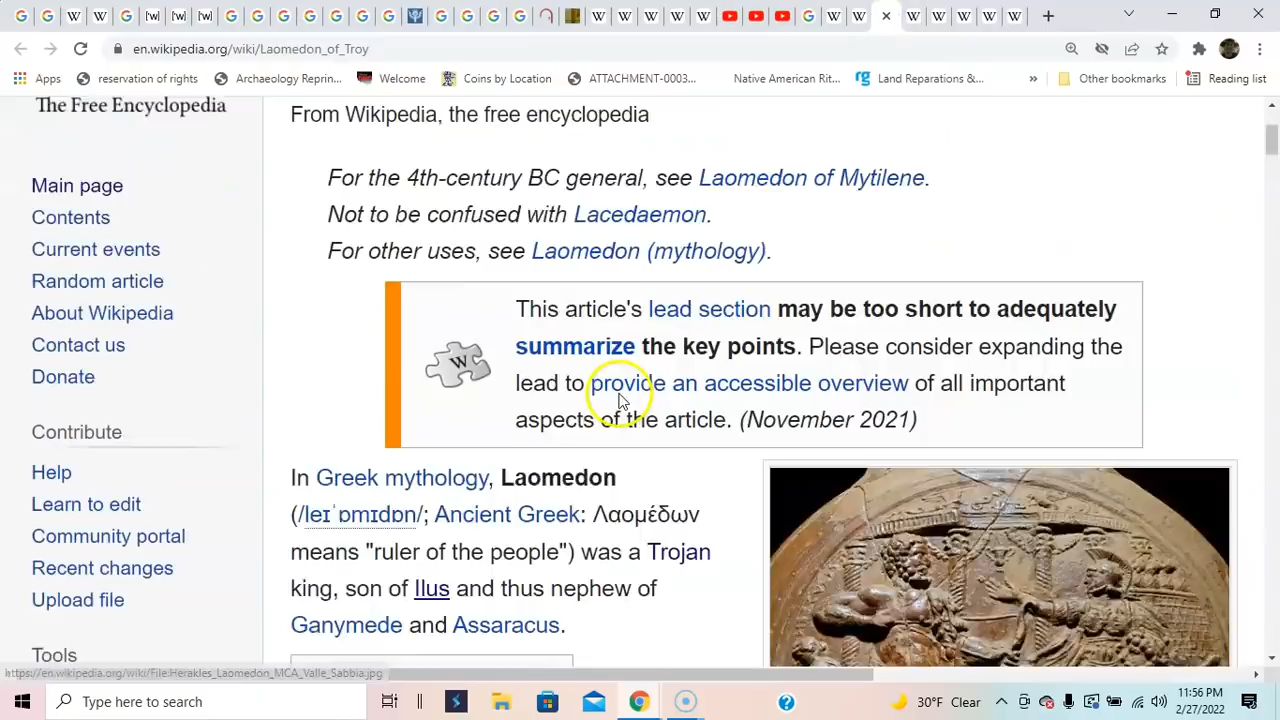 en.wikipedia.org/wiki/Laomedon_of_Troy
Apps reservation of rights Archaeology Reprin... Welcome Coins by Location ATTACHMENT-0003... Native American Rit... Land Reparations &... » Other bookmarks Reading list
The Free Encyclopedia
Main page
Contents
Current events
Random article
About Wikipedia
Contact us
Donate
Contribute
Help
Learn to edit
Community portal
Recent changes
Upload file
Tools
From Wikipedia, the free encyclopedia
For the 4th-century BC general, see Laomedon of Mytilene.
Not to be confused with Lacedaemon.
For other uses, see Laomedon (mythology).
This article's lead section may be too short to adequately
summarize the key points. Please consider expanding the
lead to provide an accessible overview of all important
aspects of the article. (November 2021)
In Greek mythology, Laomedon
(/leɪˈɒmɪdɒn/; Ancient Greek: Λαομέδων
means "ruler of the people") was a Trojan
king, son of Ilus and thus nephew of
Ganymede and Assaracus.
https://en.wikipedia.org/wiki/File:Herakles_Laomedon_MCA_Valle_Sabbia.jpg
Type here to search
30°F Clear
11:56 PM
2/27/2022